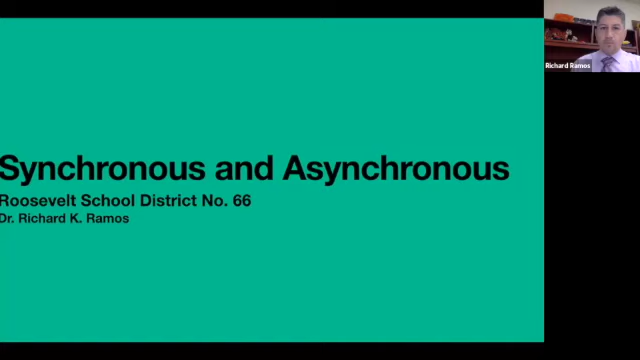 Synchronous and Asynchronous
Roosevelt School District No. 66
Dr. Richard K. Ramos
Richard Ramos